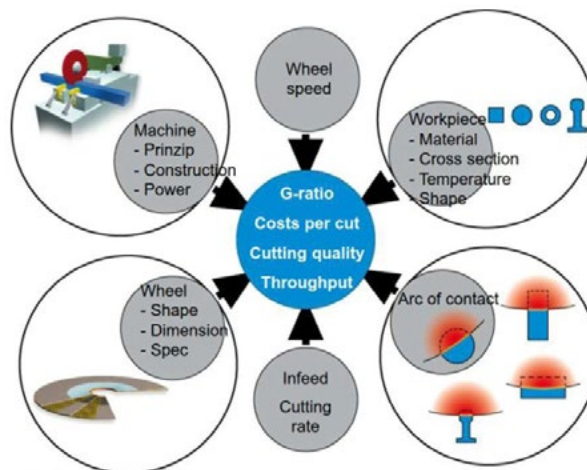 Wheel
speed
Machine
- Prinzip
- Construction
- Power
Workpiece
- Material
- Cross section
- Temperature
- Shape
G-ratio
Costs per cut
Cutting quality
Throughput
Wheel
- Shape
- Dimension
- Spec
Arc of contact
Infeed
Cutting
rate